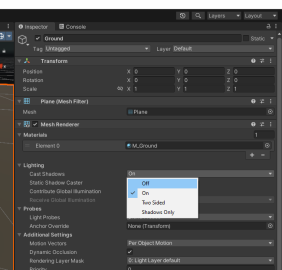 Layers
Layout
Inspector
Console
Ground
Static
Tag Untagged
Layer Default
Transform
Position X 0 Y 0 Z 0
Rotation X 0 Y 0 Z 0
Scale X 1 Y 1 Z 1
Plane (Mesh Filter)
Mesh Plane
Mesh Renderer
Materials 1
Element 0 M_Ground
+ -
Lighting
Cast Shadows On
Static Shadow Caster Off
Contribute Global Illumination On
Receive Global Illumination Two Sided
Shadows Only
Probes
Light Probes
Anchor Override None (Transform)
Additional Settings
Motion Vectors Per Object Motion
Dynamic Occlusion
Rendering Layer Mask 0: Light Layer default
Priority 0